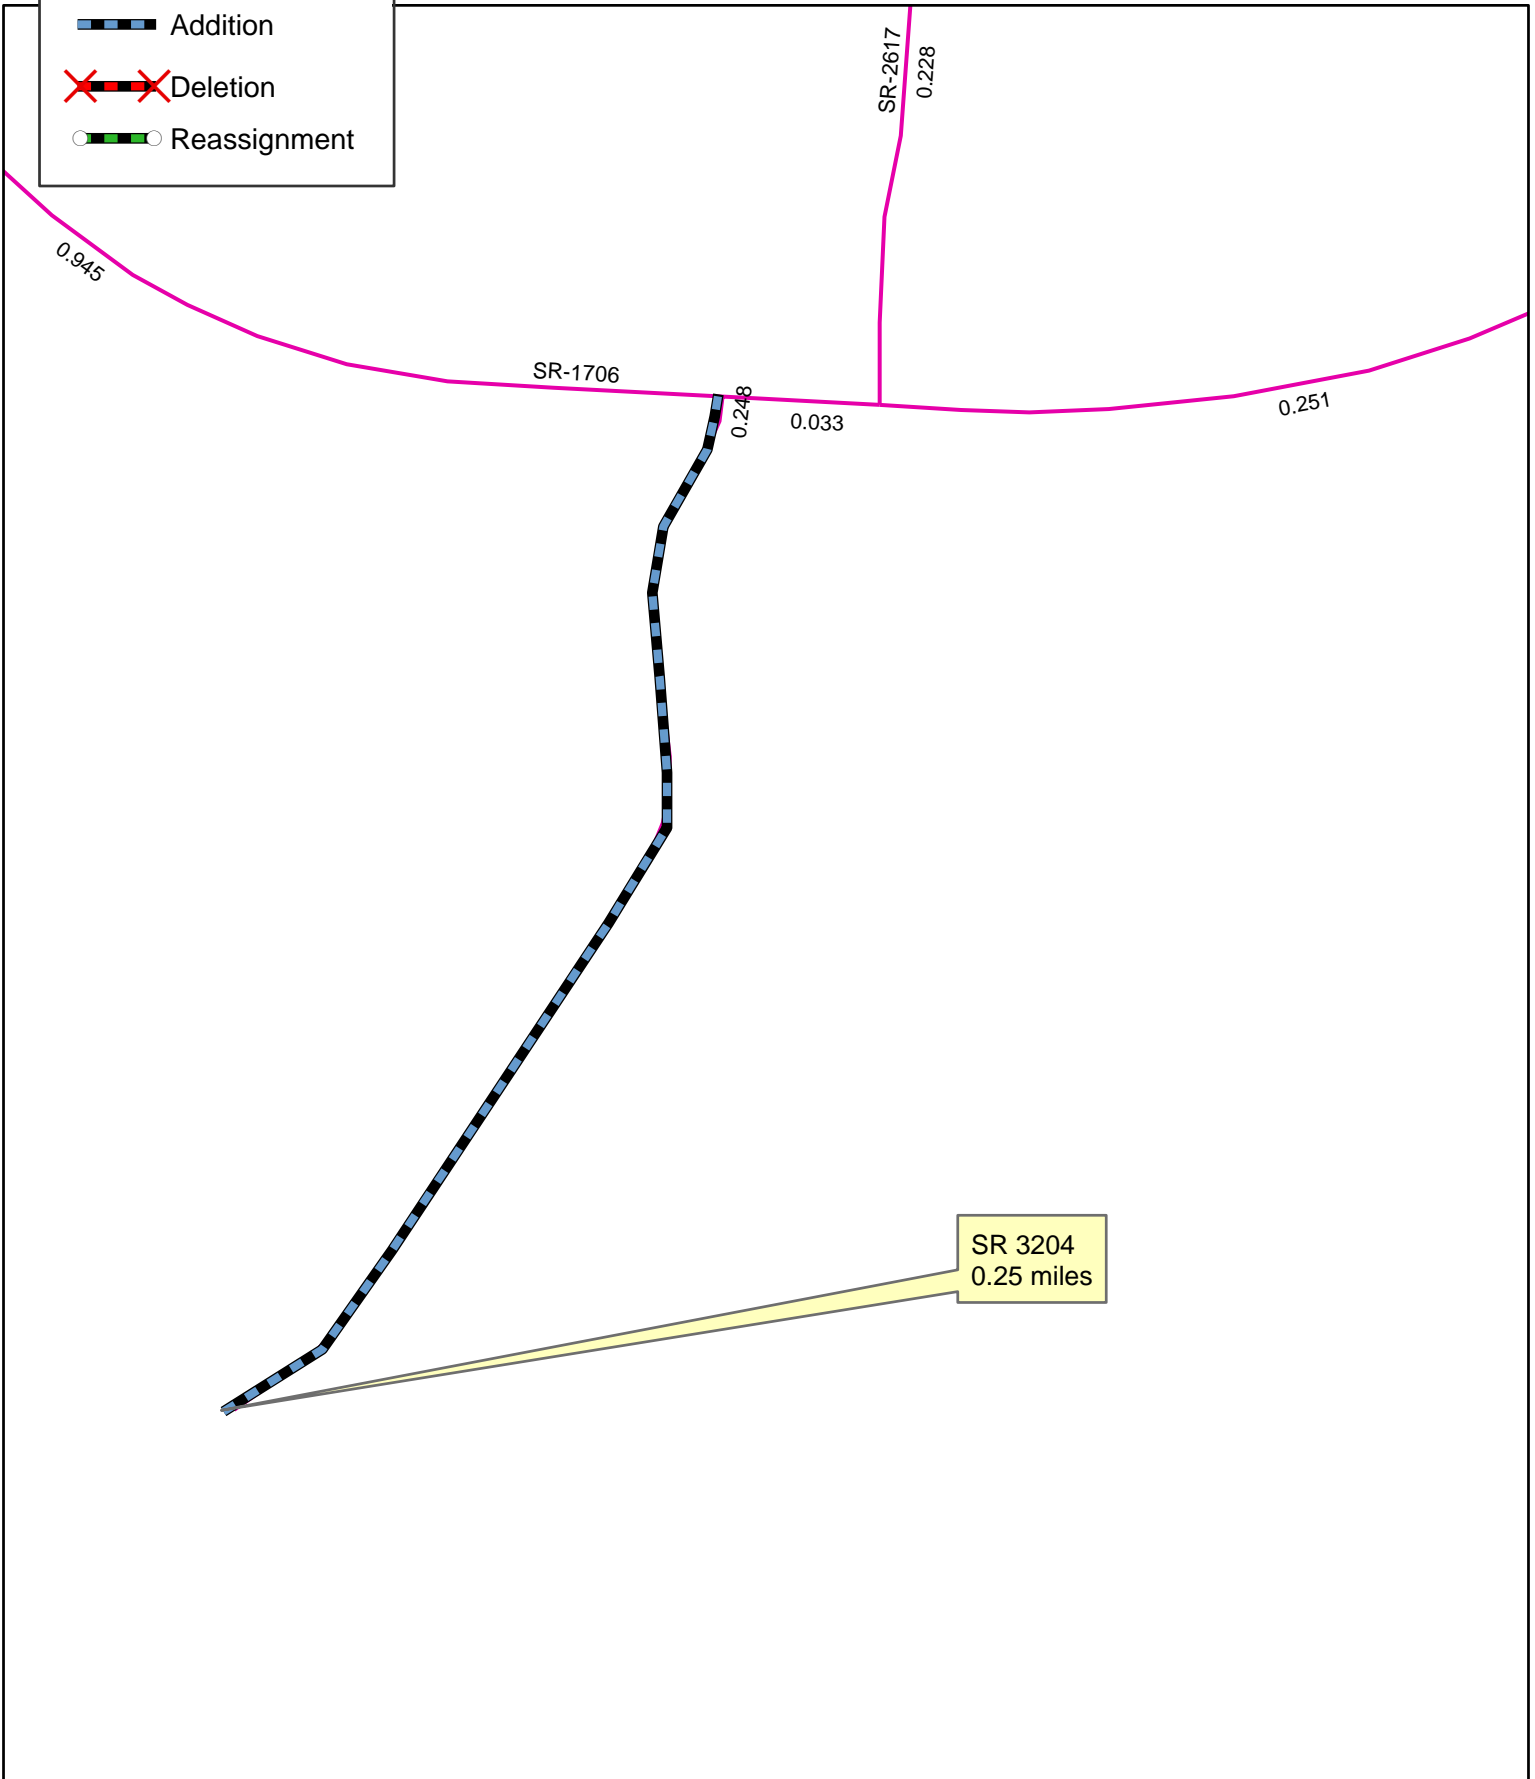 Addition
Deletion
Reassignment
SR-2617
0.228
0.945
SR-1706
0.248
0.033
0.251
SR 3204
0.25 miles